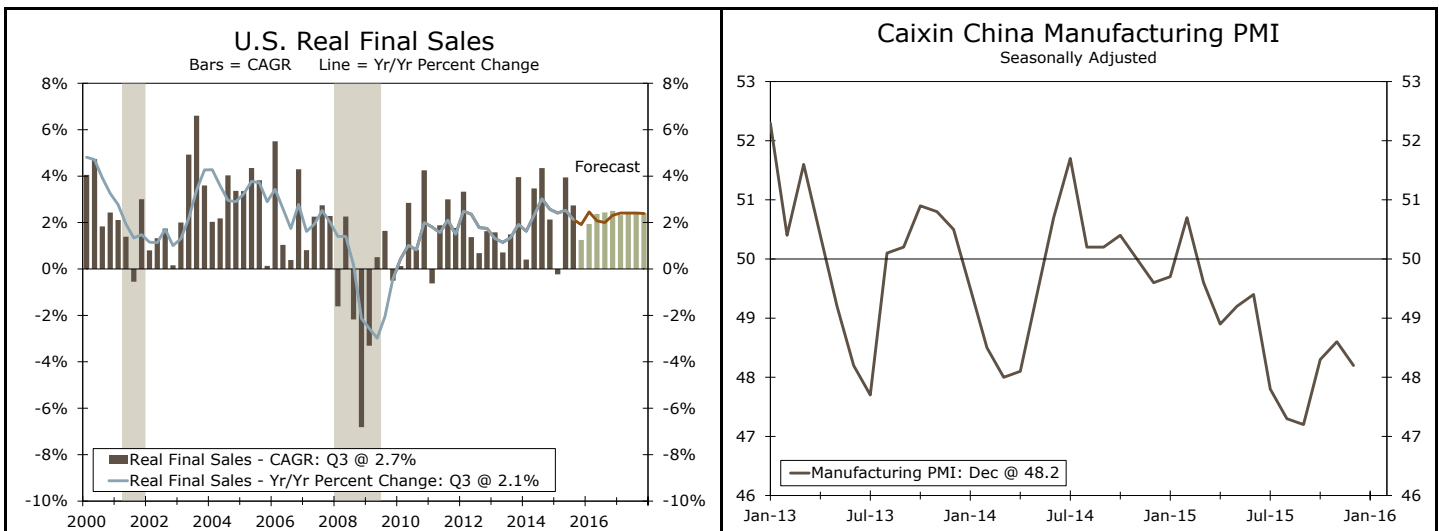 U.S. Real Final Sales
Bars = CAGR Line = Yr/Yr Percent Change
8% 8%
6% 6%
4% 4%
2% 2%
0% 0%
-2% -2%
-4% -4%
-6% -6%
-8% -8%
-10% -10%
Forecast
Real Final Sales - CAGR: Q3 @ 2.7%
Real Final Sales - Yr/Yr Percent Change: Q3 @ 2.1%
2000 2002 2004 2006 2008 2010 2012 2014 2016
Caixin China Manufacturing PMI
Seasonally Adjusted
53 53
52 52
51 51
50 50
49 49
48 48
47 47
46 46
Manufacturing PMI: Dec @ 48.2
Jan-13 Jul-13 Jan-14 Jul-14 Jan-15 Jul-15 Jan-16